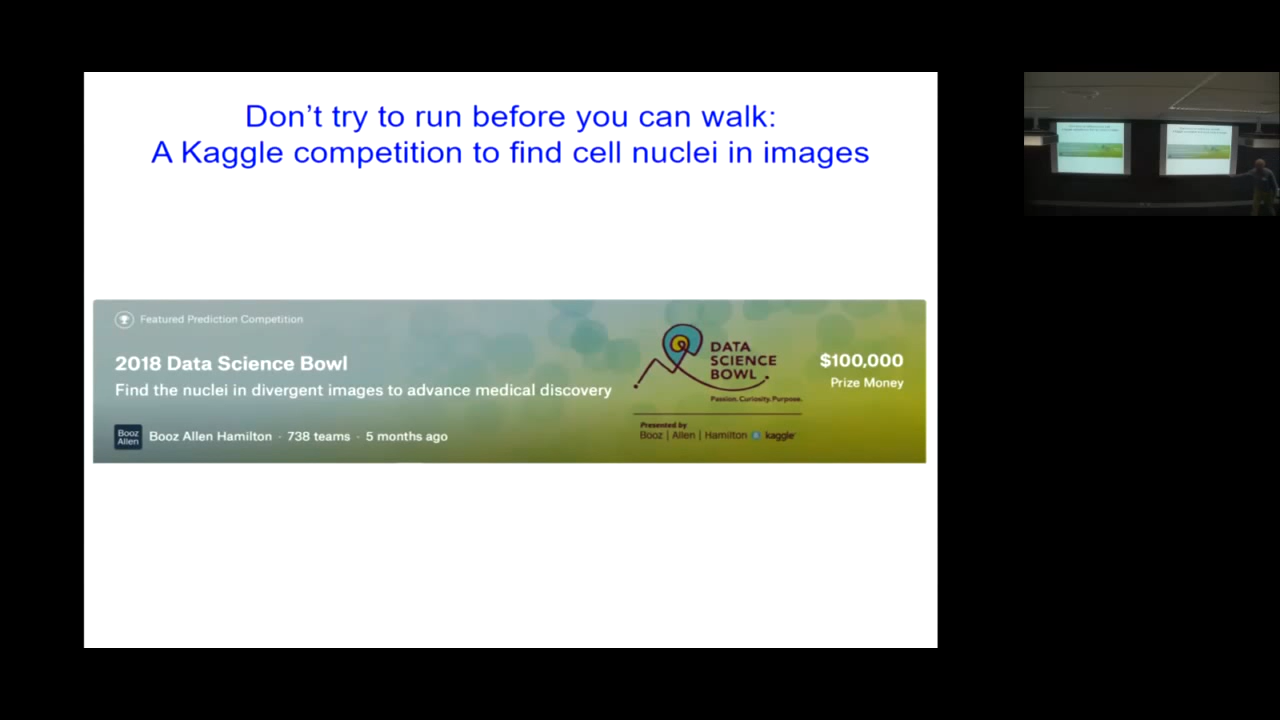 Don't try to run before you can walk:
A Kaggle competition to find cell nuclei in images
Featured Prediction Competition
2018 Data Science Bowl
Find the nuclei in divergent images to advance medical discovery
Booz Allen
Booz Allen Hamilton · 738 teams · 5 months ago
DATA
SCIENCE
BOWL
Passion. Curiosity. Purpose.
Presented by
Booz | Allen | Hamilton kaggle
$100,000
Prize Money